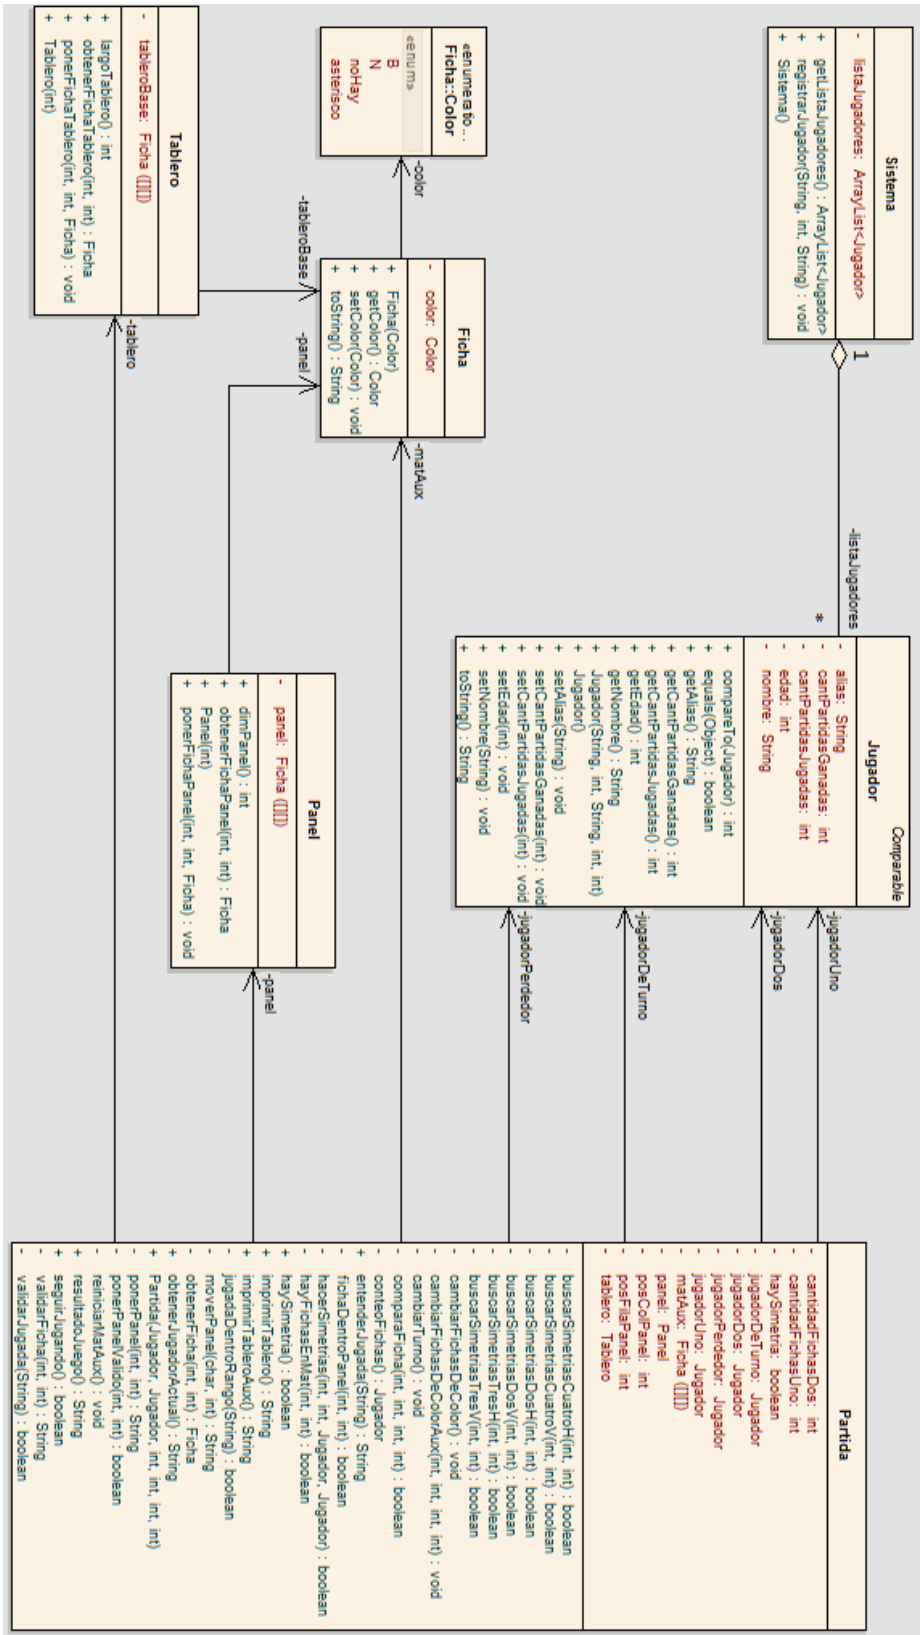 Sistema
- listaJugadores: ArrayList<Jugador>
+ getListaJugadores() : ArrayList<Jugador>
+ registrarJugador(String, int, String) : void
+ Sistema()
1
-listaJugadores
*
Comparable
Jugador
- alias: String
- cantPartidasGanadas: int
- cantPartidasJugadas: int
- edad: int
- nombre: String
+ compareTo(Jugador) : int
+ equals(Object) : boolean
+ getAlias() : String
+ getCantPartidasGanadas() : int
+ getCantPartidasJugadas() : int
+ getEdad() : int
+ getNombre() : String
+ Jugador(String, int, String, int, int)
+ Jugador()
+ setAlias(String) : void
+ setCantPartidasGanadas(int) : void
+ setCantPartidasJugadas(int) : void
+ setEdad(int) : void
+ setNombre(String) : void
+ toString() : String
-jugadorUno
-jugadorDos
-jugadorDeTurno
-jugadorPerdedor
Partida
- cantidadFichasDos: int
- cantidadFichasUno: int
- haySimetria: boolean
- jugadorDeTurno: Jugador
- jugadorDos: Jugador
- jugadorPerdedor: Jugador
- jugadorUno: Jugador
- matAux: Ficha ([][])
- panel: Panel
- posColPanel: int
- posFilaPanel: int
- tablero: Tablero
- buscarSimetriasCuatroH(int, int) : boolean
- buscarSimetriasCuatroV(int, int) : boolean
- buscarSimetriasDosH(int, int) : boolean
- buscarSimetriasDosV(int, int) : boolean
- buscarSimetriasTresH(int, int) : boolean
- buscarSimetriasTresV(int, int) : boolean
- cambiarFichasDeColor() : void
- cambiarFichasDeColorAux(int, int, int) : void
- cambiarTurno() : void
- comparaFicha(int, int, int, int) : boolean
- conteoFichas() : Jugador
+ entenderJugada(String) : String
- fichaDentroPanel(int, int) : boolean
- hacerSimetrias(int, int, Jugador, Jugador) : boolean
- hayFichasEnMat(int, int) : boolean
+ haySimetria() : boolean
+ imprimirTablero() : String
+ imprimirTableroAux() : String
- jugadaDentroRango(String) : boolean
- moverPanel(char, int) : String
- obtenerFicha(int, int) : Ficha
+ obtenerJugadorActual() : String
+ Partida(Jugador, Jugador, int, int, int)
- ponerPanel(int, int) : String
- ponerPanelValido(int, int) : boolean
- reiniciarMatAux() : void
+ resultadoJuego() : String
+ seguirJugando() : boolean
- validarFicha(int, int) : String
- validarJugada(String) : boolean
«enumeratio...
Ficha::Color
«enum»
B
N
noHay
asterisco
-color
Ficha
- color: Color
+ Ficha(Color)
+ getColor() : Color
+ setColor(Color) : void
+ toString() : String
-matAux
-tableroBase
-panel
Panel
- panel: Ficha ([][])
+ dimPanel() : int
+ obtenerFichaPanel(int, int) : Ficha
+ Panel(int)
+ ponerFichaPanel(int, int, Ficha) : void
-panel
Tablero
- tableroBase: Ficha ([][])
+ largoTablero() : int
+ obtenerFichaTablero(int, int) : Ficha
+ ponerFichaTablero(int, int, Ficha) : void
+ Tablero(int)
-tablero